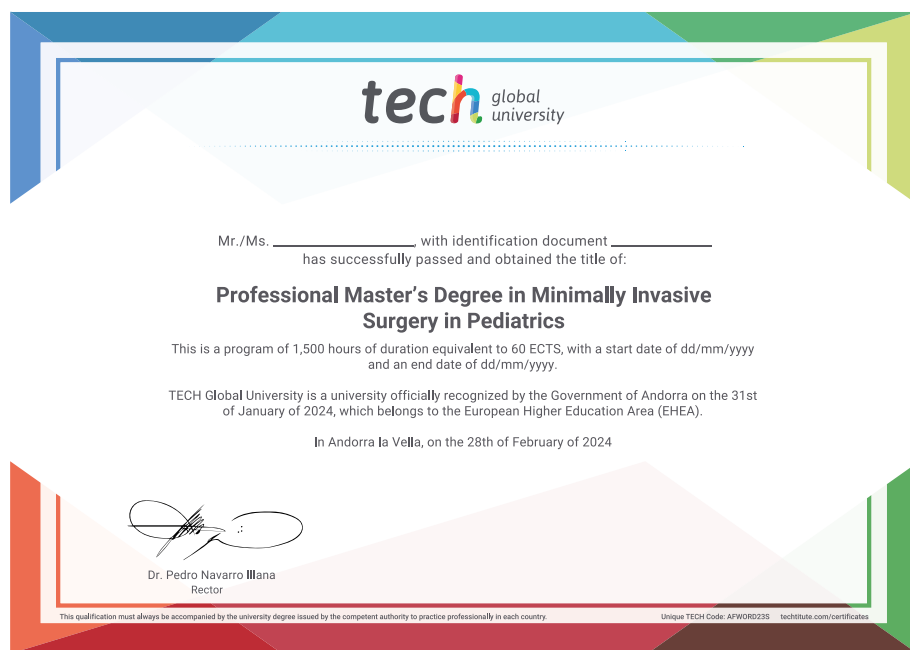 tech global
university
Mr./Ms. ____________, with identification document ____________
has successfully passed and obtained the title of:
Professional Master's Degree in Minimally Invasive
Surgery in Pediatrics
This is a program of 1,500 hours of duration equivalent to 60 ECTS, with a start date of dd/mm/yyyy
and an end date of dd/mm/yyyy.
TECH Global University is a university officially recognized by the Government of Andorra on the 31st
of January of 2024, which belongs to the European Higher Education Area (EHEA).
In Andorra la Vella, on the 28th of February of 2024
Dr. Pedro Navarro Illana
Rector
This qualification must always be accompanied by the university degree issued by the competent authority to practice professionally in each country. Unique TECH Code: AFWORD23S techtitute.com/certificates